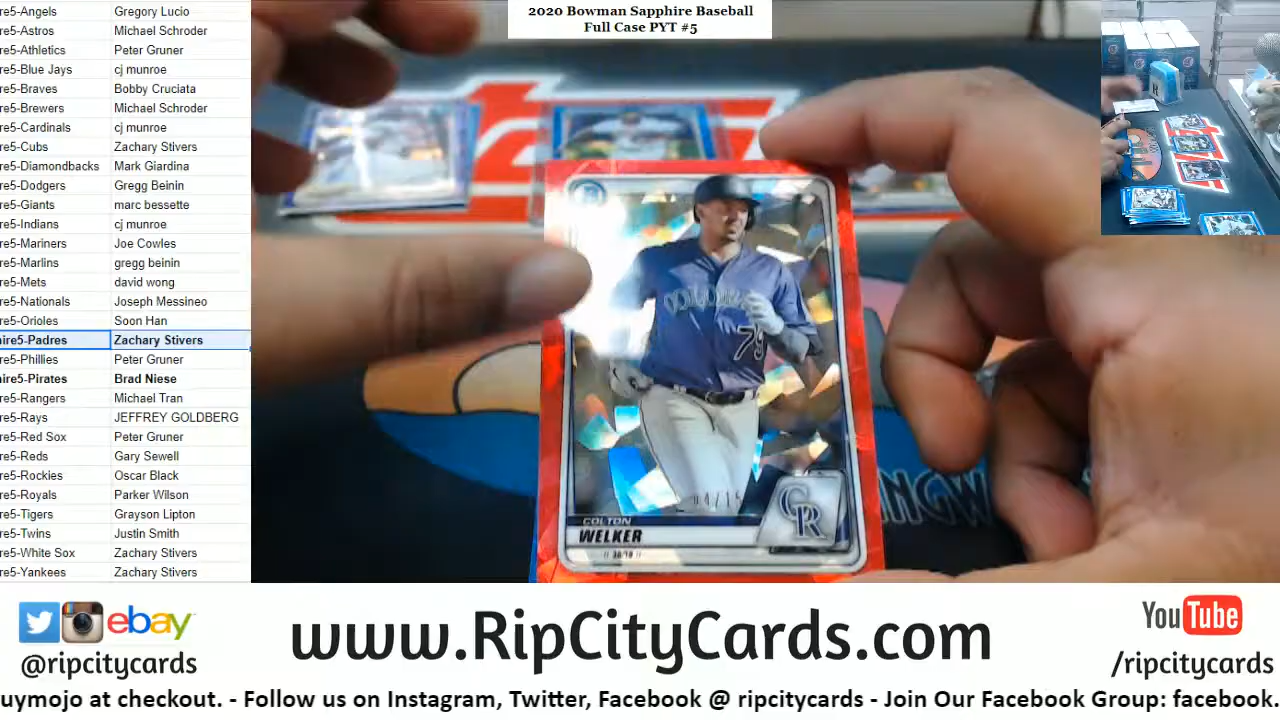 2020 Bowman Sapphire Baseball
Full Case PYT #5
re5-Angels Gregory Lucio
re5-Astros Michael Schroder
re5-Athletics Peter Gruner
re5-Blue Jays cj munroe
re5-Braves Bobby Cruciata
re5-Brewers Michael Schroder
re5-Cardinals cj munroe
re5-Cubs Zachary Stivers
re5-Diamondbacks Mark Giardina
re5-Dodgers Gregg Beinin
re5-Giants marc bessette
re5-Indians cj munroe
re5-Mariners Joe Cowles
re5-Marlins gregg beinin
re5-Mets david wong
re5-Nationals Joseph Messineo
re5-Orioles Soon Han
ire5-Padres Zachary Stivers
re5-Phillies Peter Gruner
ire5-Pirates Brad Niese
re5-Rangers Michael Tran
re5-Rays JEFFREY GOLDBERG
re5-Red Sox Peter Gruner
re5-Reds Gary Sewell
re5-Rockies Oscar Black
re5-Royals Parker Wilson
re5-Tigers Grayson Lipton
re5-Twins Justin Smith
re5-White Sox Zachary Stivers
re5-Yankees Zachary Stivers
79
CR
COLTON
WELKER
ebay
@ripcitycards
www.RipCityCards.com
YouTube
/ripcitycards
uymojo at checkout. - Follow us on Instagram, Twitter, Facebook @ ripcitycards - Join Our Facebook Group: facebook.